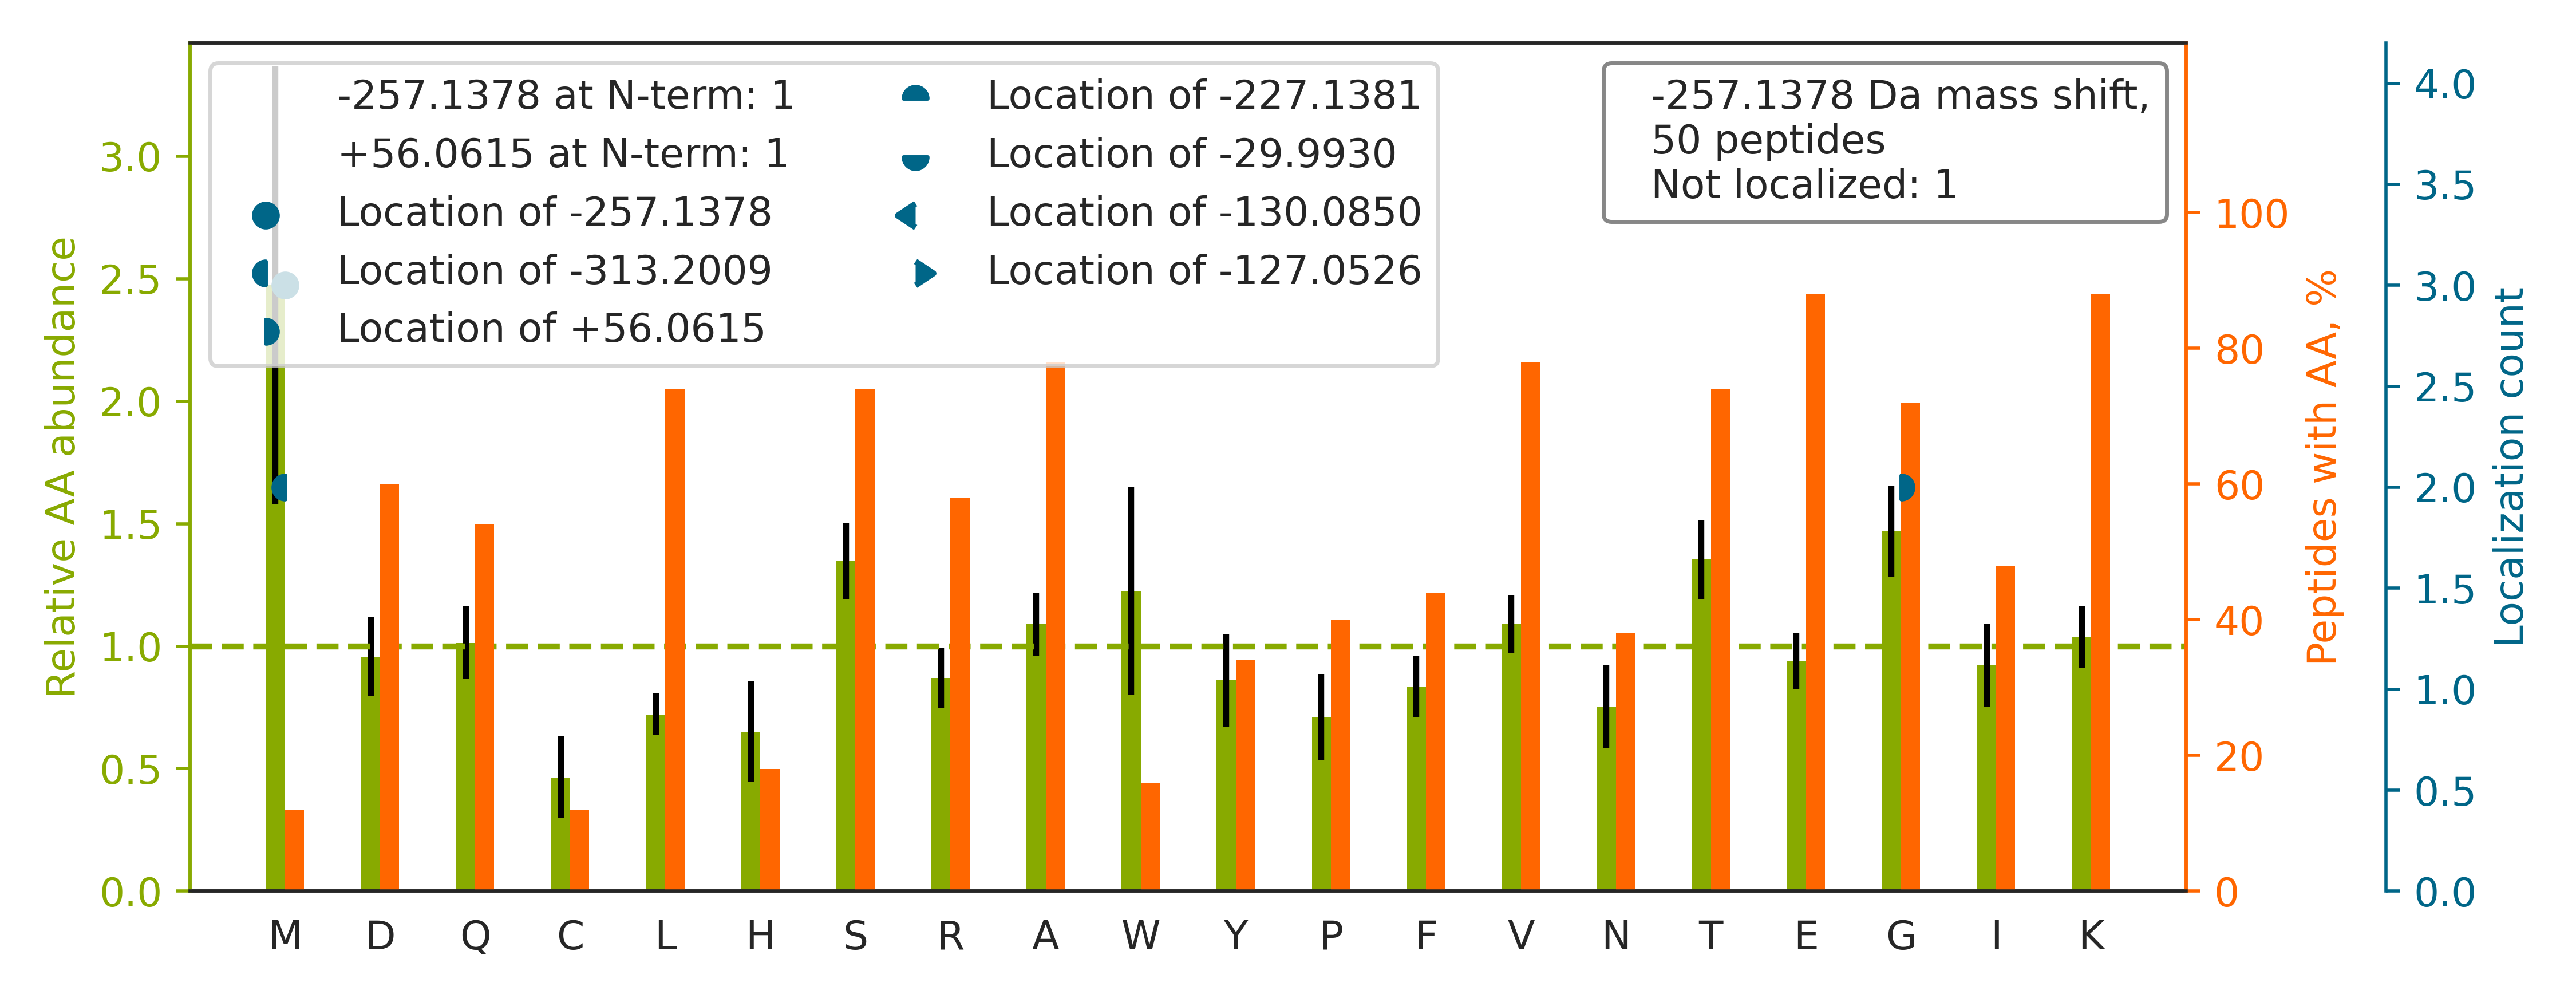 -257.1378 at N-term: 1
+56.0615 at N-term: 1
Location of -257.1378
Location of -313.2009
Location of +56.0615
Location of -227.1381
Location of -29.9930
Location of -130.0850
Location of -127.0526
-257.1378 Da mass shift,
50 peptides
Not localized: 1
Relative AA abundance
3.0
2.5
2.0
1.5
1.0
0.5
0.0
M D Q C L H S R A W Y P F V N T E G I K
100
80
60
40
20
0
Peptides with AA, %
4.0
3.5
3.0
2.5
2.0
1.5
1.0
0.5
0.0
Localization count